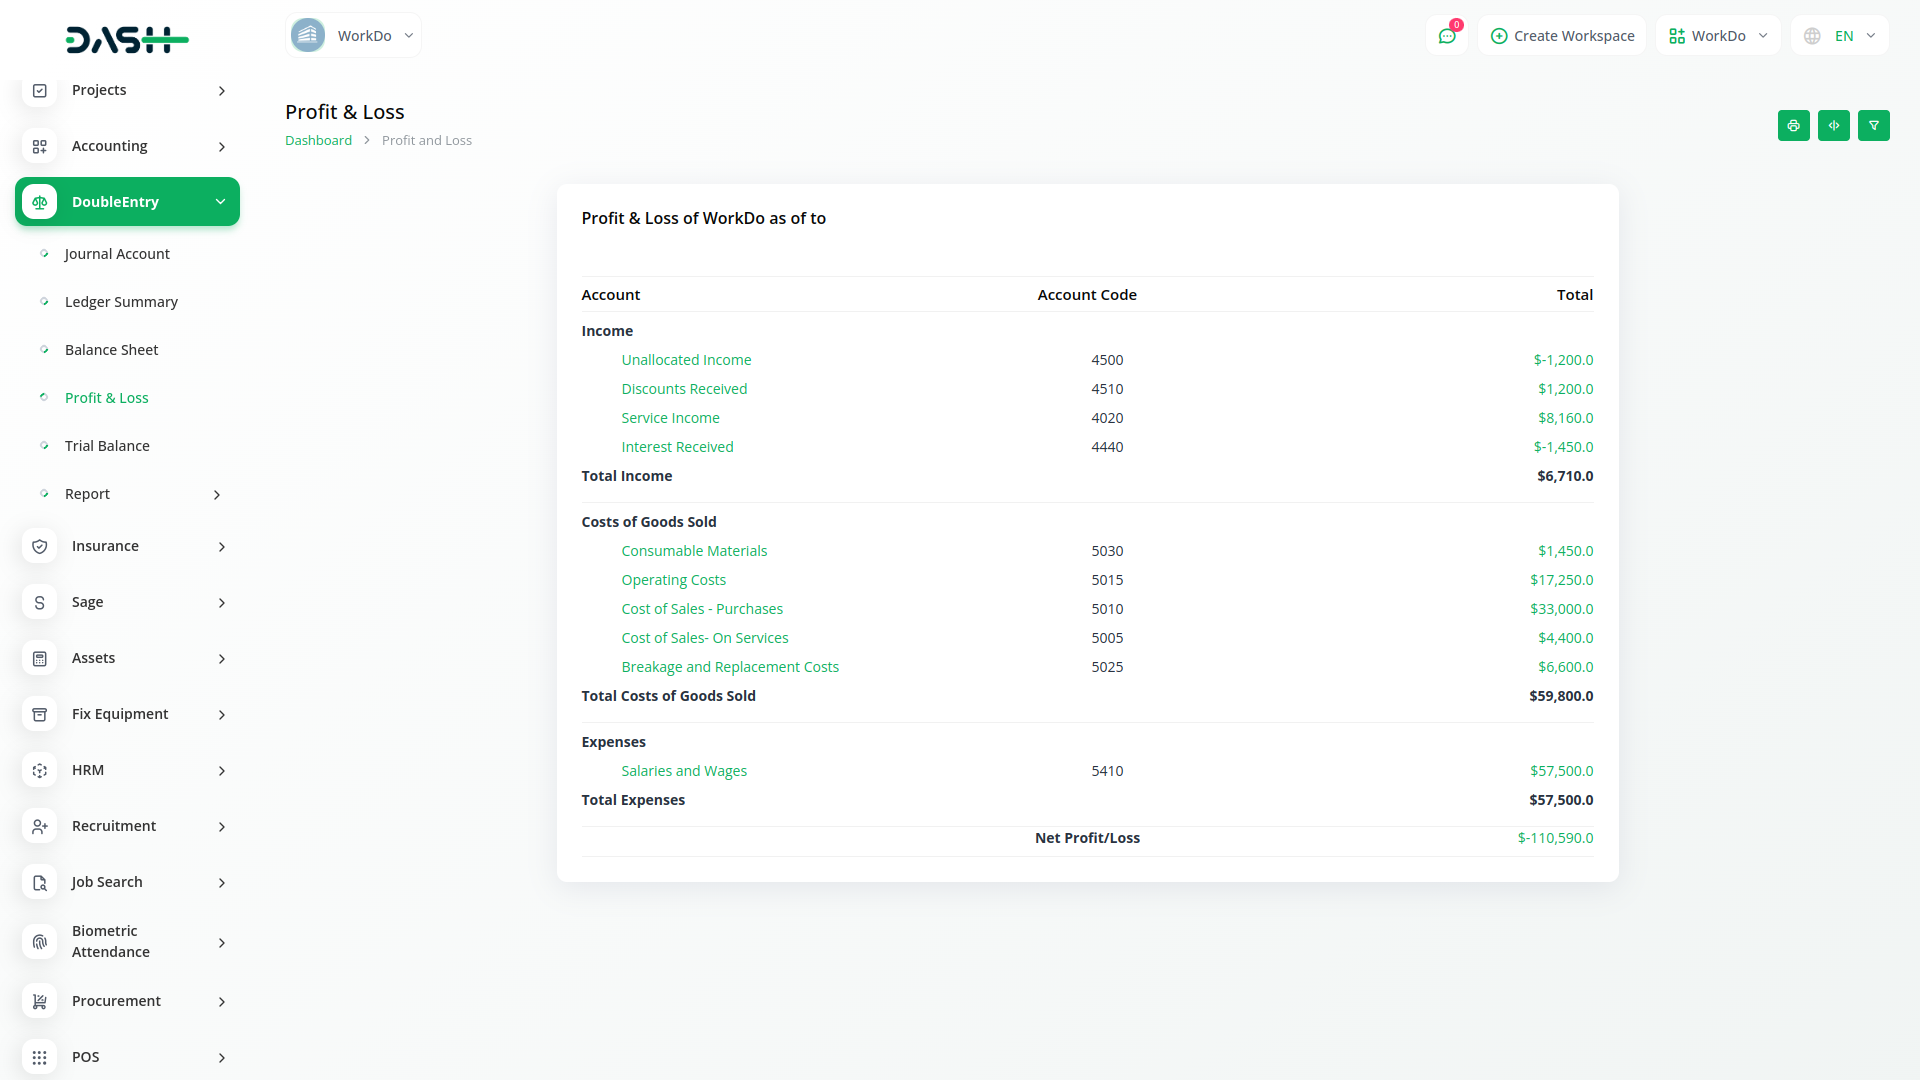 DASH
WorkDo
0
Create Workspace
WorkDo
EN
Projects
Accounting
DoubleEntry
Journal Account
Ledger Summary
Balance Sheet
Profit & Loss
Trial Balance
Report
Insurance
S
Sage
Assets
Fix Equipment
HRM
Recruitment
Job Search
Biometric
Attendance
Procurement
POS
Profit & Loss
Dashboard > Profit and Loss
Profit & Loss of WorkDo as of to
Account Account Code Total
Income
Unallocated Income 4500 $-1,200.0
Discounts Received 4510 $1,200.0
Service Income 4020 $8,160.0
Interest Received 4440 $-1,450.0
Total Income $6,710.0
Costs of Goods Sold
Consumable Materials 5030 $1,450.0
Operating Costs 5015 $17,250.0
Cost of Sales - Purchases 5010 $33,000.0
Cost of Sales- On Services 5005 $4,400.0
Breakage and Replacement Costs 5025 $6,600.0
Total Costs of Goods Sold $59,800.0
Expenses
Salaries and Wages 5410 $57,500.0
Total Expenses $57,500.0
Net Profit/Loss $-110,590.0